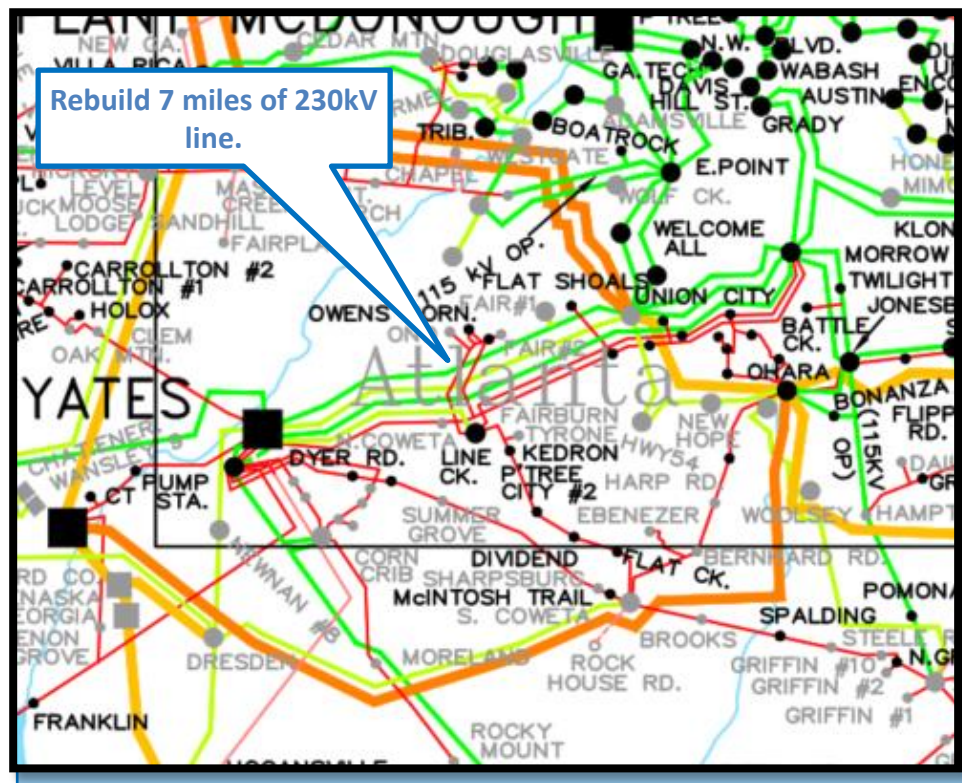 PLANT MCDONOUGH
P'TREE
NEW GA.
CEDAR MTN.
DOUGLASVILLE
N.W.
BLVD.
VILLA RICA
GA.TECH
WABASH
DAVIS
AUSTIN
HILL ST.
ADAMSVILLE
GRADY
Rebuild 7 miles of 230kV
line.
TRIB.
BOATROCK
WESTGATE
E.POINT
CHAPEL
WOLF CK.
LEVEL
MOOSE
LODGE
SANDHILL
FAIRPLAY
WELCOME
ALL
115 KV OP.
MORROW
TWILIGHT
CARROLLTON #2
CARROLLTON #1
HOLOX
FLAT SHOALS
UNION CITY
OWENS CORN.
FAIR#1
FAIR#2
BATTLE
CK.
CLEM
OAK MTN.
Atlanta
OHARA
YATES
BONANZA
FLIPP
RD.
(115KV
OP)
FAIRBURN
TYRONE
NEW
HOPE
HWY54
N.COWETA
WANSLEY 9
DYER RD.
LINE
CK.
KEDRON
P'TREE
CITY #2
HARP RD
PUMP
STA.
CT
SUMMER
GROVE
EBENEZER
WOOLSEY
HAMPT
NEWNAN #8
CORN
CRIB
DIVIDEND
FLAT CK.
BERNHARD RD.
SHARPSBURG
McINTOSH TRAIL
S. COWETA
POMONA
SPALDING
BROOKS
STEELE R
DRESDEN
MORELAND
ROCK
HOUSE RD.
GRIFFIN #10
GRIFFIN #2
GRIFFIN #1
N.GR
FRANKLIN
ROCKY
MOUNT